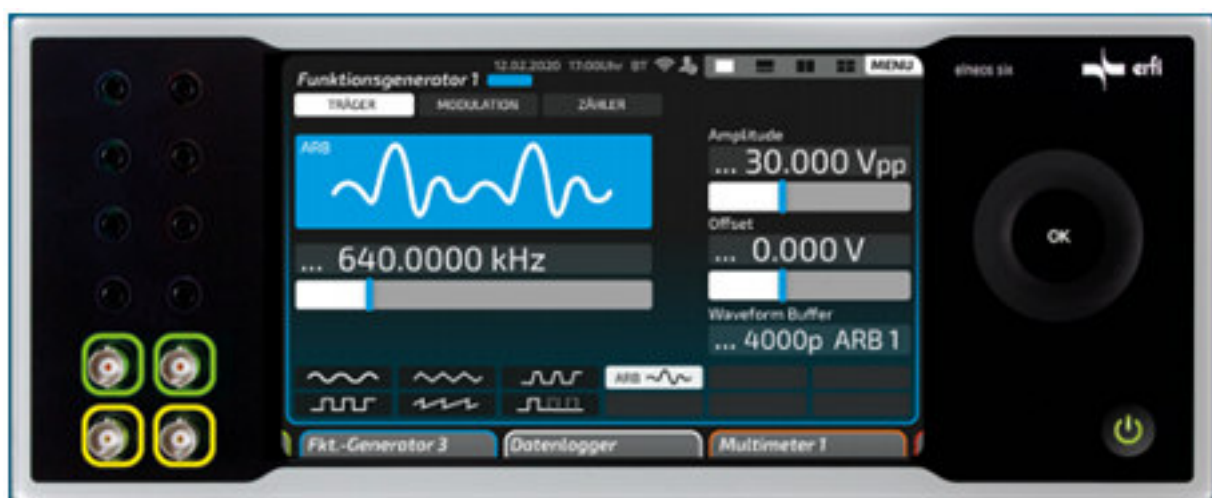 12.02.2020 17:00Uhr BT
MENU
Funktionsgenerator 1
TRÄGER MODULATION ZÄHLER
ARB
... 640.0000 kHz
Amplitude
... 30.000 Vpp
Offset
... 0.000 V
Waveform Buffer
... 4000p ARB 1
ARB
Fkt.-Generator 3 Datenlogger Multimeter 1
elneos six
erfi
OK